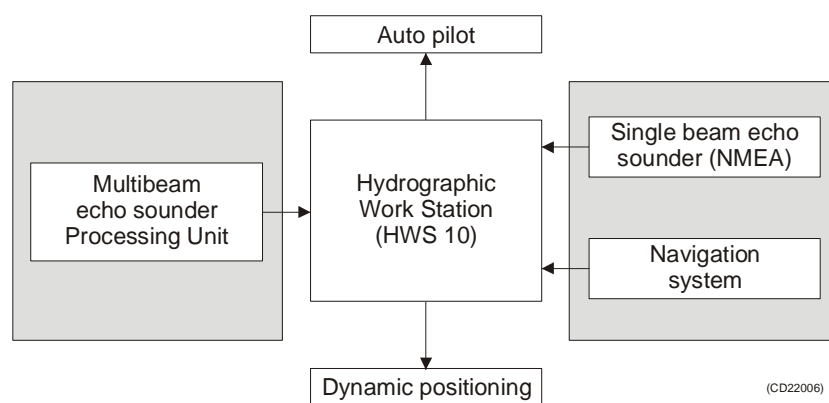 Auto pilot
Multibeam
echo sounder
Processing Unit
Hydrographic
Work Station
(HWS 10)
Single beam echo
sounder (NMEA)
Navigation
system
Dynamic positioning
(CD22006)